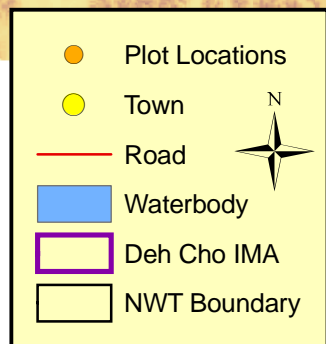 Plot Locations
Town
N
Road
Waterbody
Deh Cho IMA
NWT Boundary